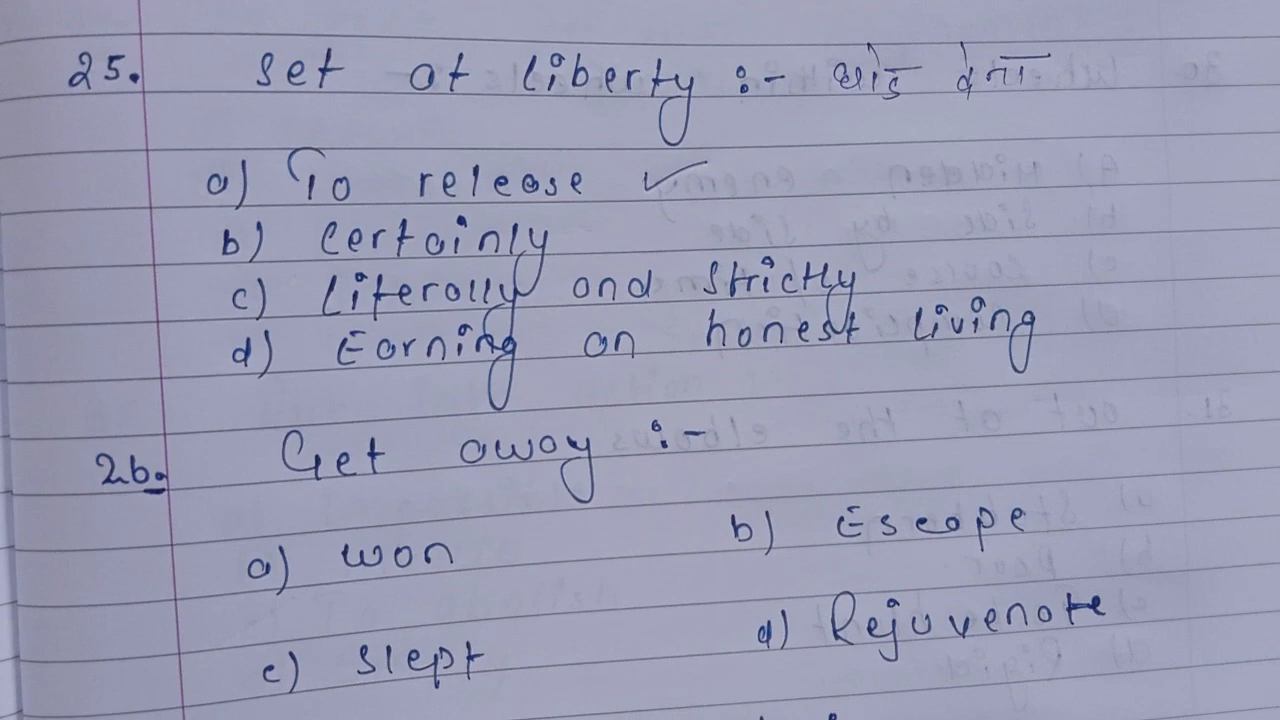 25. Set at liberty :- छोड़ देना
a) To release ✓
b) Certainly
c) Literally and strictly
d) Earning an honest living
26. Get away :-
a) Won b) Escape
c) Slept d) Rejuvenate